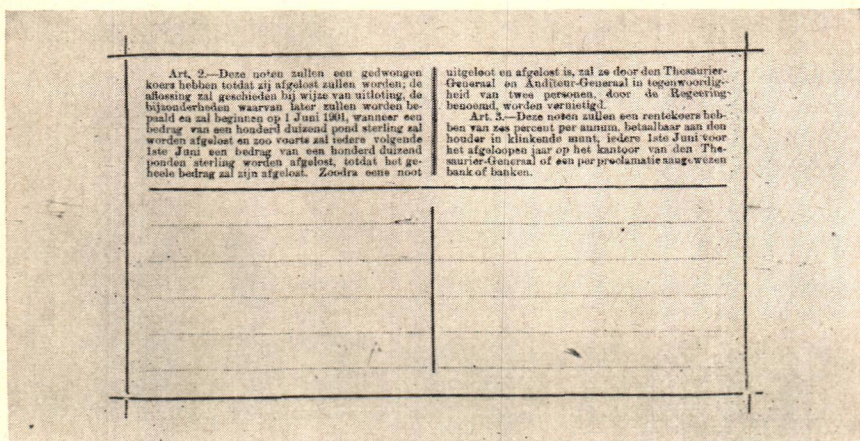 Art. 2.—Deze noten zullen een gedwongen
koers hebben totdat zij afgelost zullen worden; de
aflossing zal geschieden bij wijze van uitloting, de
bijzonderheden waarvan later zullen worden be-
paald en zal beginnen op 1 Juni 1901, wanneer een
bedrag van een honderd duizend pond sterling zal
worden afgelost en zoo voorts zal iedere volgende
1ste Juni een bedrag van een honderd duizend
ponden sterling worden afgelost, totdat het ge-
heele bedrag zal zijn afgelost. Zoodra eene noot
uitgeloot en afgelost is, zal ze door den Thesaurier-
Generaal en Auditeur-Generaal in tegenwoordig-
heid van twee personen, door de Regeering
benoemd, worden vernietigd.
Art. 3.—Deze noten zullen een rentekoers heb-
ben van zes percent per annum, betaalbaar aan den
houder in klinkende munt, iedere 1ste Juni voor
het afgeloopen jaar op het kantoor van den The-
saurier-Generaal of een per proclamatie aangewezen
bank of banken.